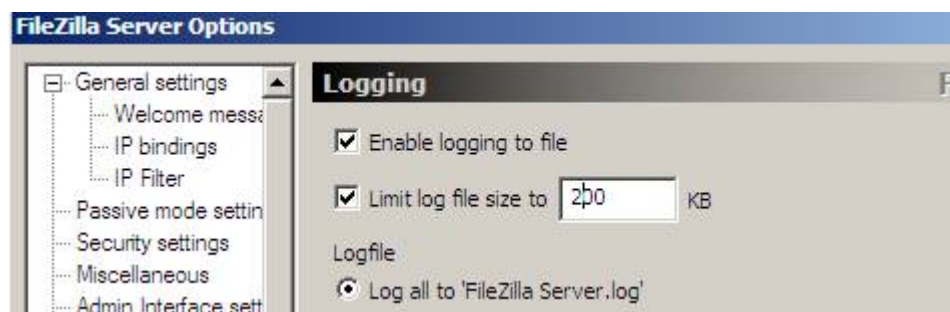 FileZilla Server Options
General settings
Welcome messa
IP bindings
IP Filter
Passive mode settin
Security settings
Miscellaneous
Admin Interface sett
Logging
Enable logging to file
Limit log file size to 200 KB
Logfile
Log all to 'FileZilla Server.log'